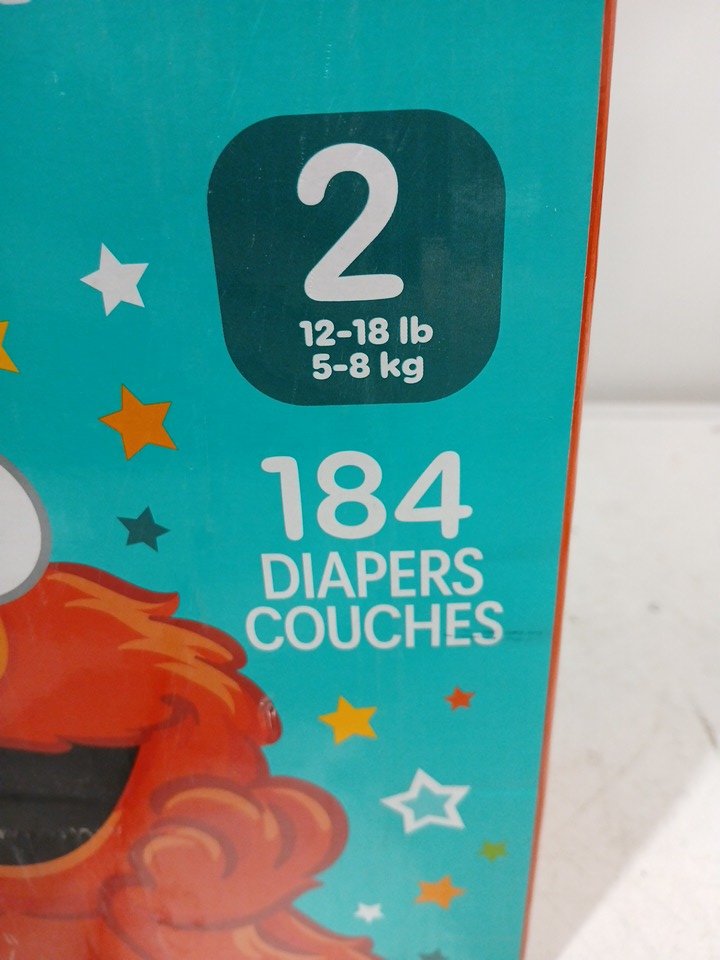 2
12-18 lb
5-8 kg
184
DIAPERS
COUCHES